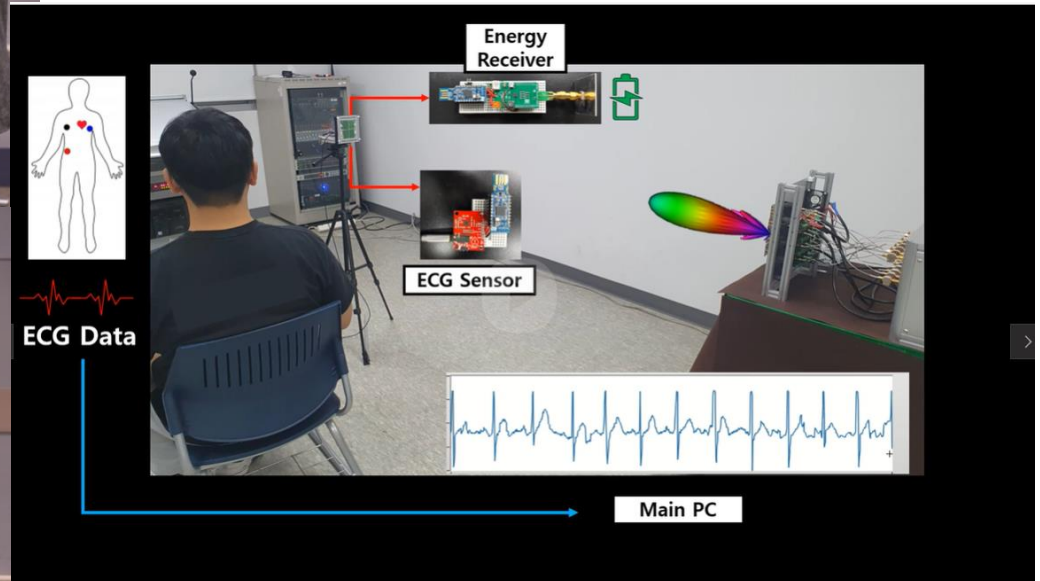 Energy
Receiver
ECG Sensor
ECG Data
Main PC